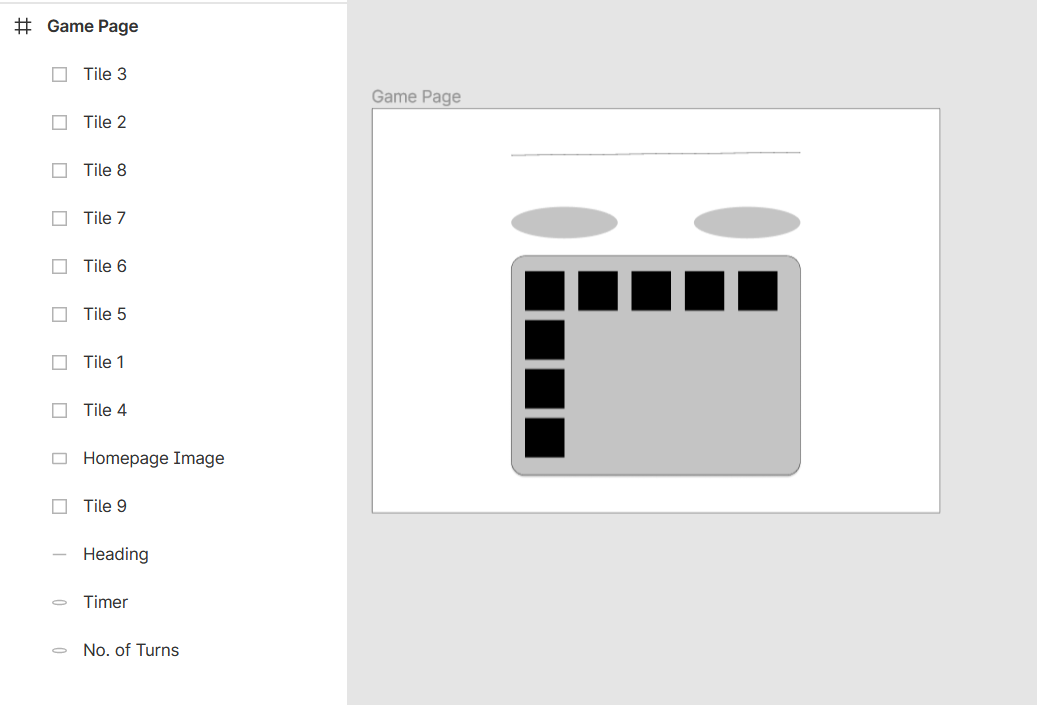 Game Page
Tile 3
Tile 2
Tile 8
Tile 7
Tile 6
Tile 5
Tile 1
Tile 4
Homepage Image
Tile 9
Heading
Timer
No. of Turns
Game Page